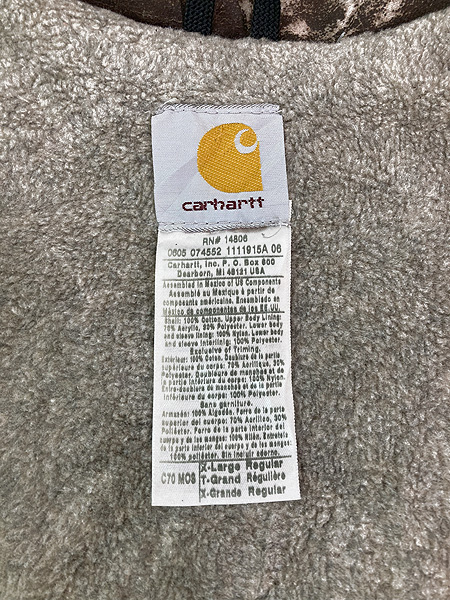 carhartt
RN# 14806
0605 074552 1111915A 06
Carhartt, Inc. P. O. Box 600
Dearborn, MI 48121 USA
Assembled in Mexico of US Components
Assemblé au Mexique à partir de
composants américains. Ensamblado en
México de componentes de los EE.UU.
Shell: 100% Cotton. Upper Body Lining:
70% Acrylic, 30% Polyester. Lower body
and sleeve lining: 100% Nylon. Lower body
and sleeve interlining: 100% Polyester.
Exclusive of Triming.
Extérieur: 100% Coton. Doublure de la partie
supérieure du corps: 70% Acrilique, 30%
Polyester. Doublure de manches et de
la partie inférieure du corps: 100% Nylon.
Entre-doublure de manches et de la partie
inférieure du corps: 100% Polyester.
Sans garniture.
Armazón: 100% Algodón. Forro de la parte
superior del cuerpo: 70% Acrílico, 30%
Poliéster. Forro de la parte inferior del
cuerpo y de las mangas: 100% Nilón. Entretela
de la parte inferior del cuerpo y de las mangas:
100% poliéster. Sin incluir adorno.
C70 MOS
X-Large Regular
T-Grand Régulière
X-Grande Regular